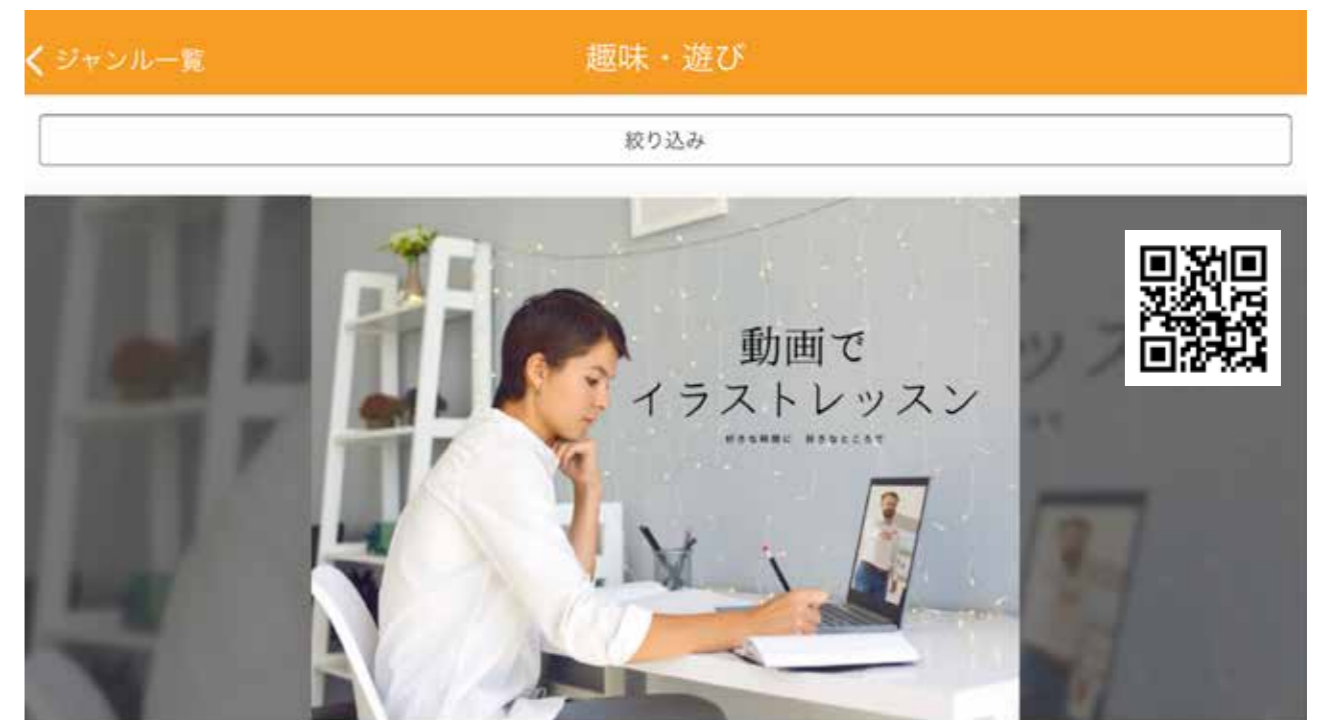 ジャンル一覧
趣味・遊び
絞り込み
動画で
イラストレッスン
好きな時間に 好きなところで